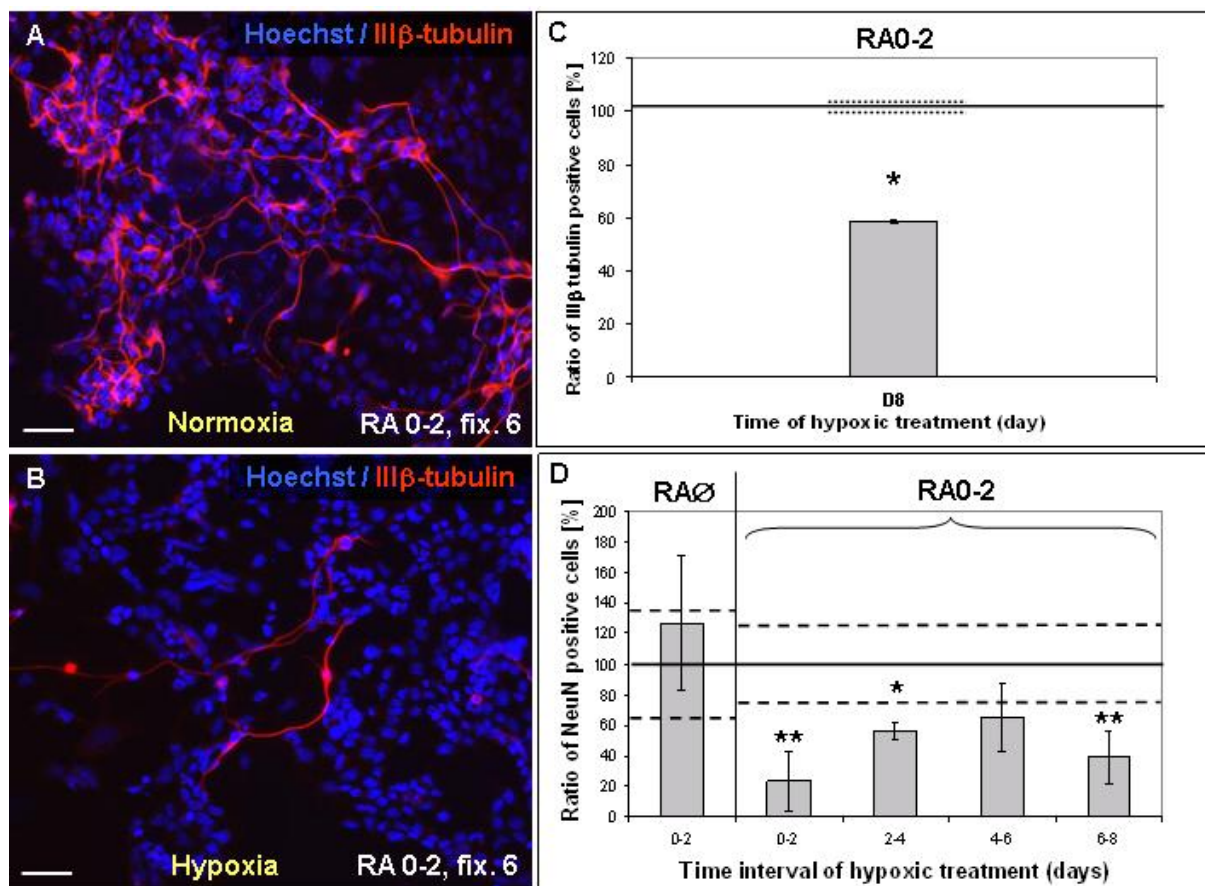 A
Hoechst / IIIβ-tubulin
Normoxia
RA 0-2, fix. 6
B
Hoechst / IIIβ-tubulin
Hypoxia
RA 0-2, fix. 6
C
RA0-2
Ratio of IIIβ tubulin positive cells [%]
120
100
80
60
40
20
0
*
D8
Time of hypoxic treatment (day)
D
RAØ
RA0-2
Ratio of NeuN positive cells [%]
200
180
160
140
120
100
80
60
40
20
0
**
*
**
0-2
0-2
2-4
4-6
6-8
Time interval of hypoxic treatment (days)